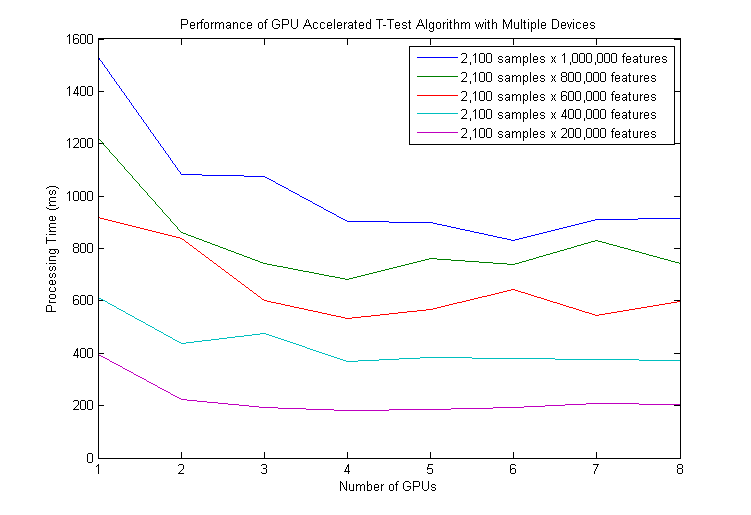 Performance of GPU Accelerated T-Test Algorithm with Multiple Devices
1600
1400
1200
1000
800
600
400
200
0
Processing Time (ms)
2,100 samples x 1,000,000 features
2,100 samples x 800,000 features
2,100 samples x 600,000 features
2,100 samples x 400,000 features
2,100 samples x 200,000 features
1 2 3 4 5 6 7 8
Number of GPUs